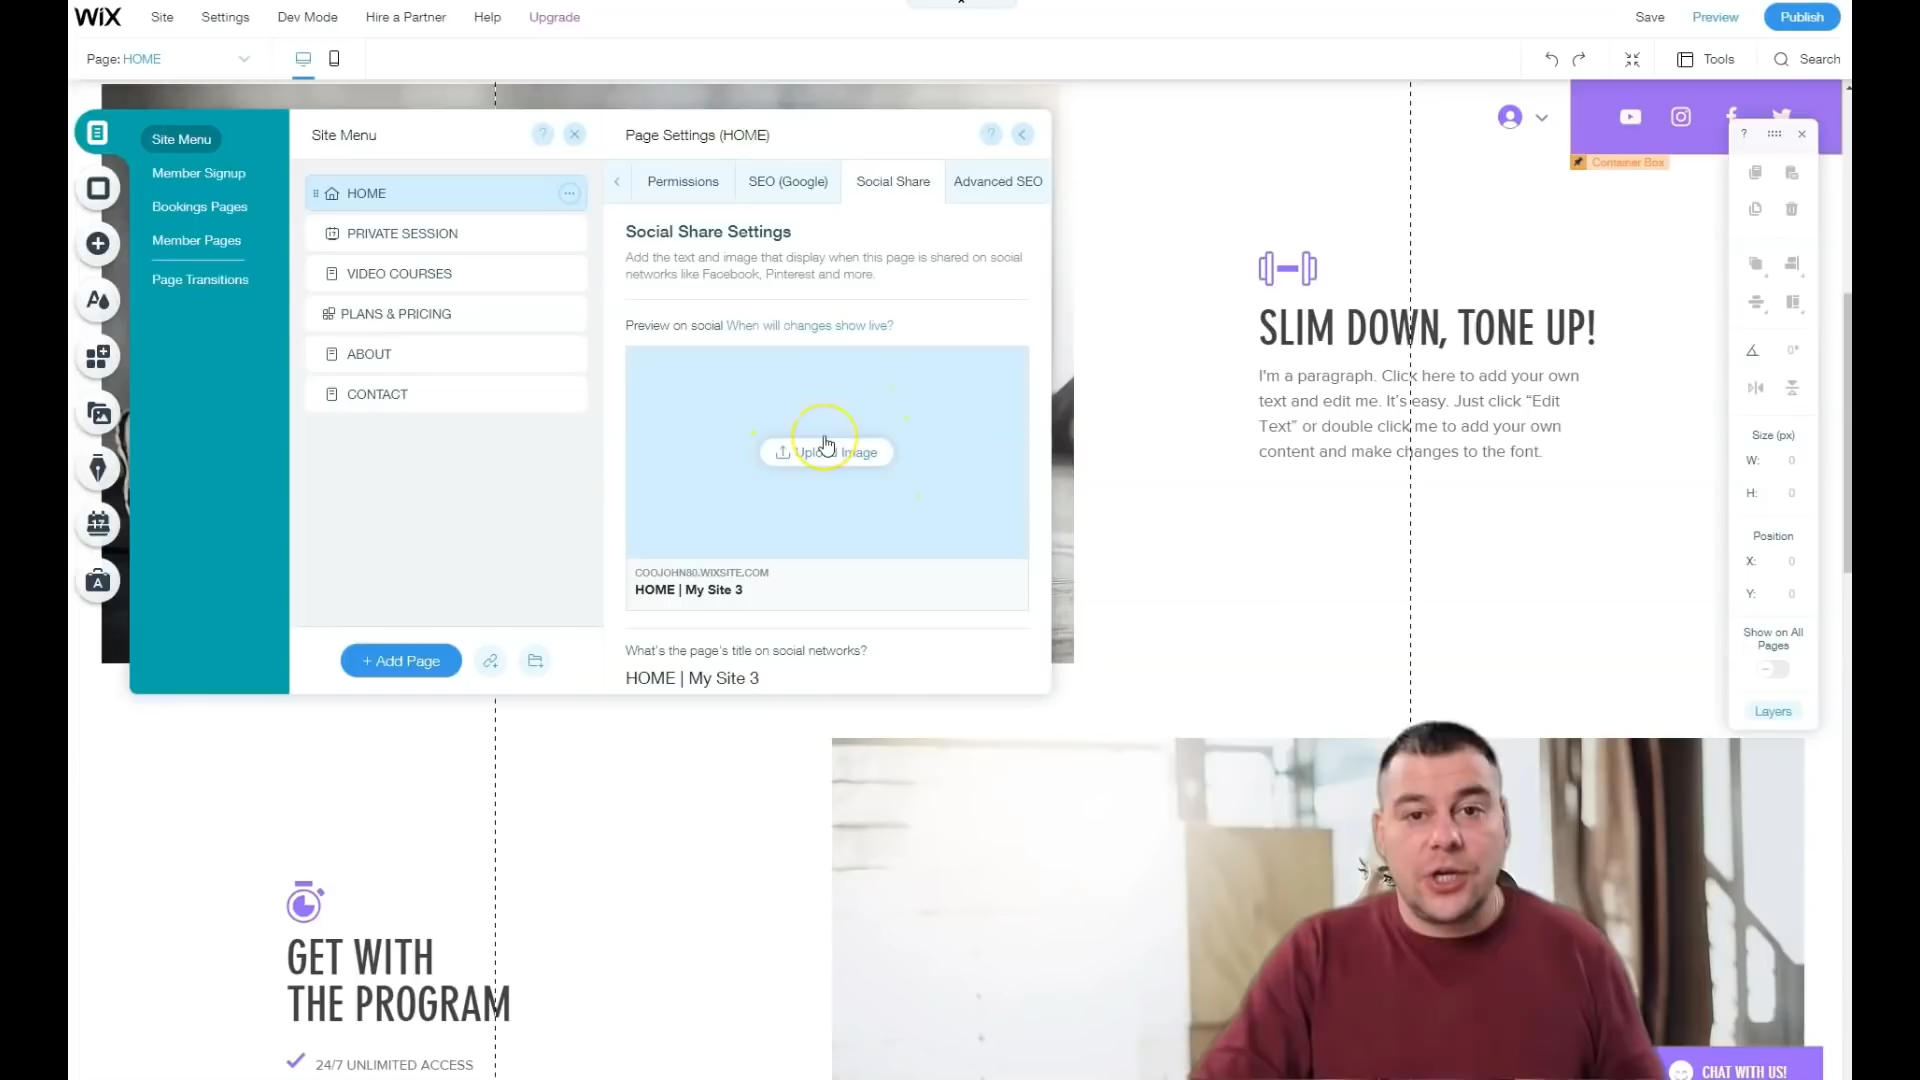 WiX
Site
Settings
Dev Mode
Hire a Partner
Help
Upgrade
Save
Preview
Publish
Page: HOME
Tools
Search
Site Menu
Member Signup
Bookings Pages
Member Pages
Page Transitions
Site Menu
?
HOME
PRIVATE SESSION
VIDEO COURSES
PLANS & PRICING
ABOUT
CONTACT
+ Add Page
Page Settings (HOME)
?
Permissions
SEO (Google)
Social Share
Advanced SEO
Social Share Settings
Add the text and image that display when this page is shared on social
networks like Facebook, Pinterest and more.
Preview on social When will changes show live?
Upload Image
COOJOHN80.WIXSITE.COM
HOME | My Site 3
What's the page's title on social networks?
HOME | My Site 3
Container Box
SLIM DOWN, TONE UP!
I'm a paragraph. Click here to add your own
text and edit me. It's easy. Just click “Edit
Text” or double click me to add your own
content and make changes to the font.
?
0°
Size (px)
W: 0
H: 0
Position
X: 0
Y: 0
Show on All
Pages
Layers
17
A
GET WITH
THE PROGRAM
24/7 UNLIMITED ACCESS
CHAT WITH US!